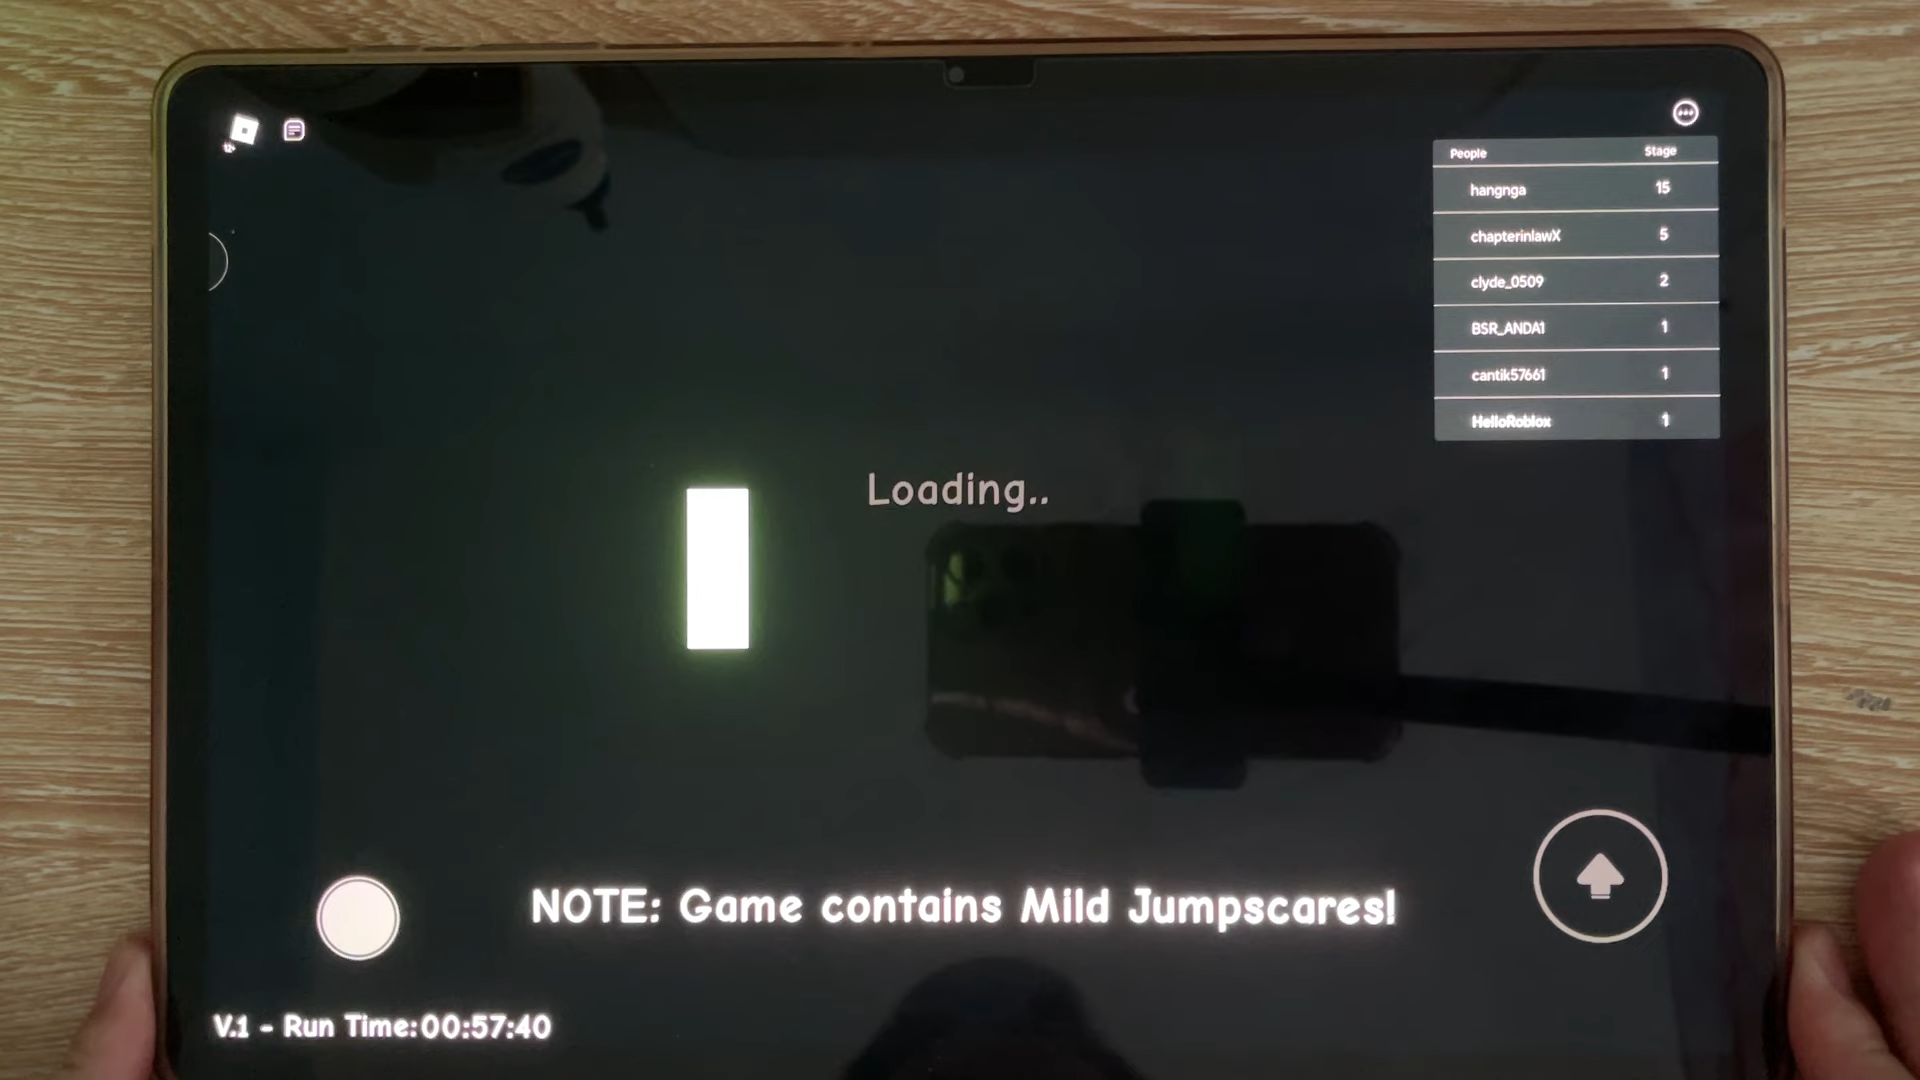 12+
People Stage
hangnga 15
chapterinlawX 5
clyde_0509 2
BSR_ANDA1 1
cantik57661 1
HelloRoblox 1
Loading..
NOTE: Game contains Mild Jumpscares!
V.1 - Run Time:00:57:40